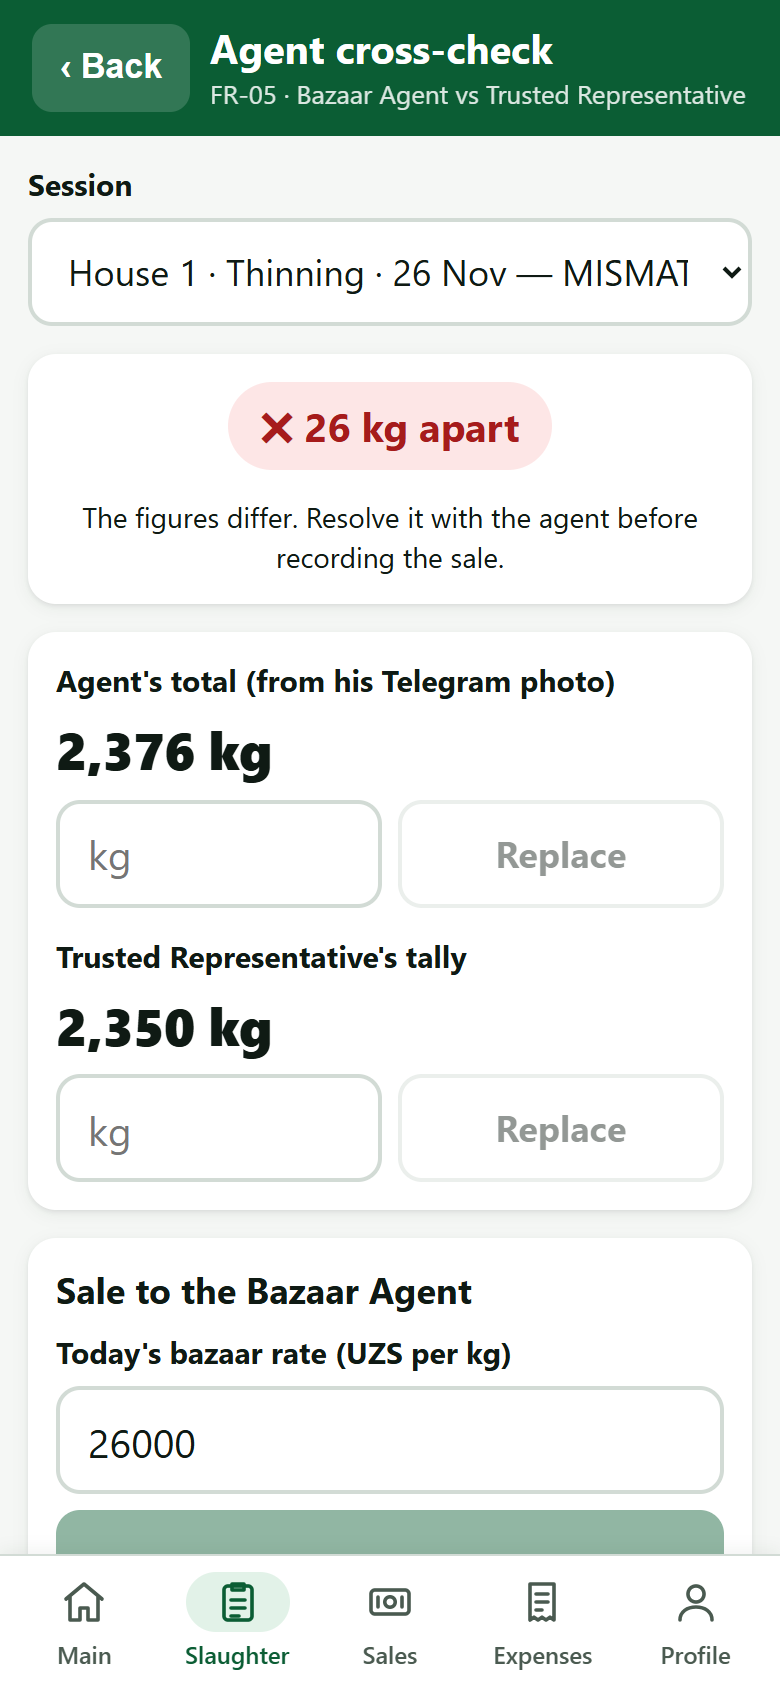 ‹ Back
Agent cross-check
FR-05 · Bazaar Agent vs Trusted Representative
Session
House 1 · Thinning · 26 Nov — MISMAT
❌ 26 kg apart
The figures differ. Resolve it with the agent before
recording the sale.
Agent's total (from his Telegram photo)
2,376 kg
kg
Replace
Trusted Representative's tally
2,350 kg
kg
Replace
Sale to the Bazaar Agent
Today's bazaar rate (UZS per kg)
26000
Main
Slaughter
Sales
Expenses
Profile